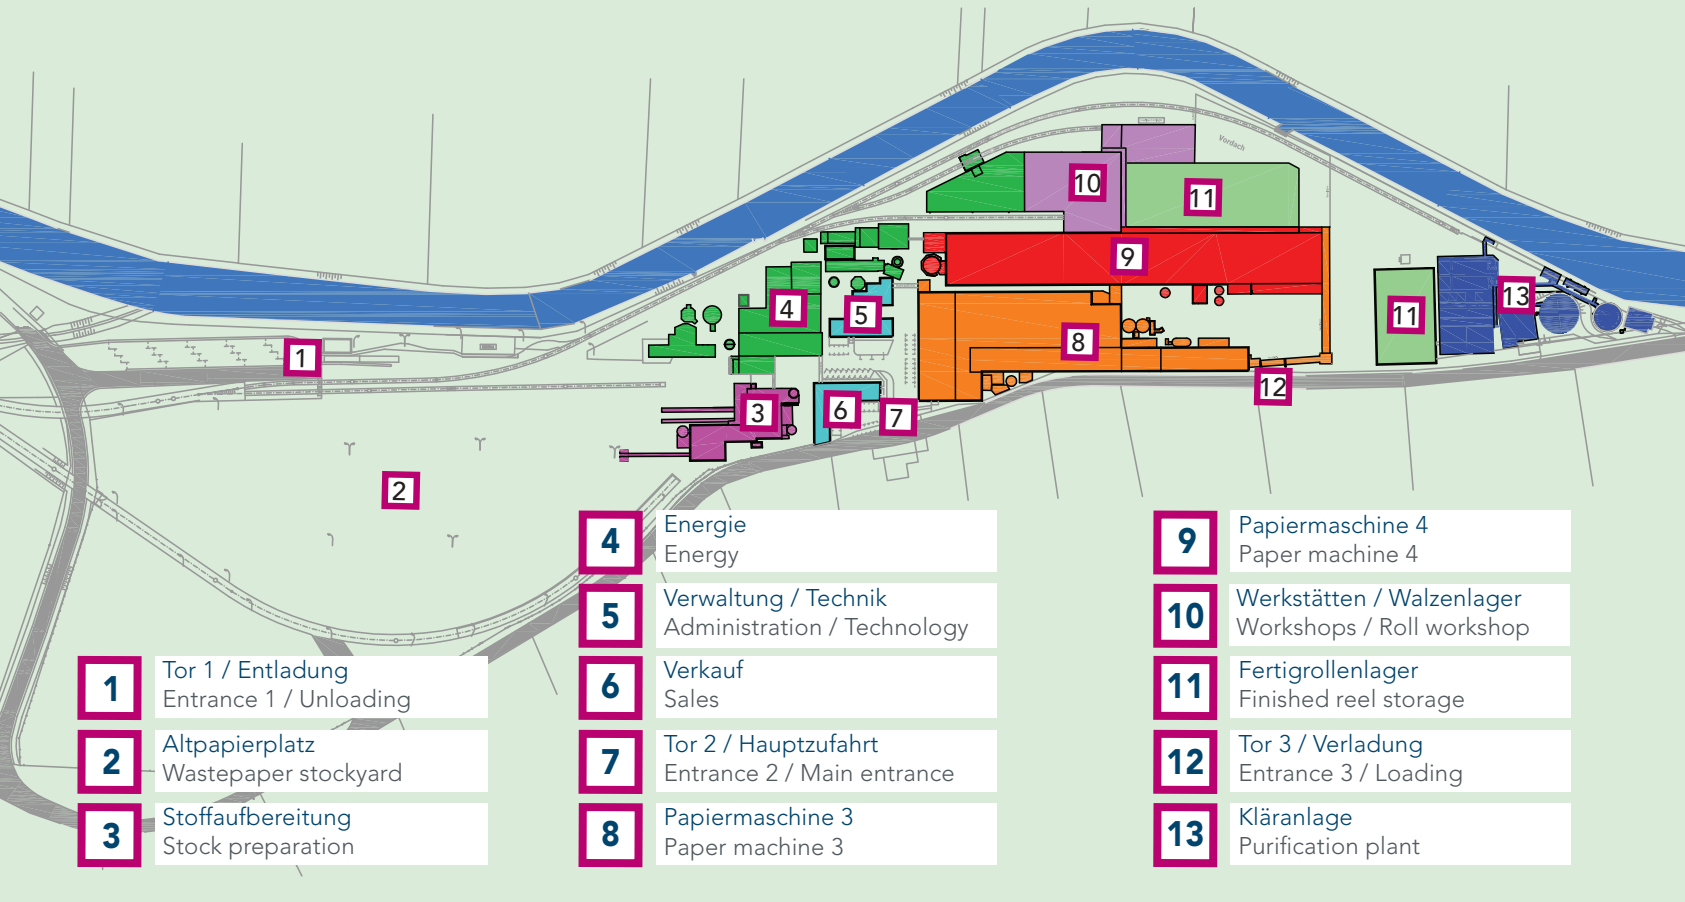 Vordach
10
11
9
13
4
5
11
1
8
12
3
6
7
2
1
Tor 1 / Entladung
Entrance 1 / Unloading
2
Altpapierplatz
Wastepaper stockyard
3
Stoffaufbereitung
Stock preparation
4
Energie
Energy
5
Verwaltung / Technik
Administration / Technology
6
Verkauf
Sales
7
Tor 2 / Hauptzufahrt
Entrance 2 / Main entrance
8
Papiermaschine 3
Paper machine 3
9
Papiermaschine 4
Paper machine 4
10
Werkstätten / Walzenlager
Workshops / Roll workshop
11
Fertigrollenlager
Finished reel storage
12
Tor 3 / Verladung
Entrance 3 / Loading
13
Kläranlage
Purification plant